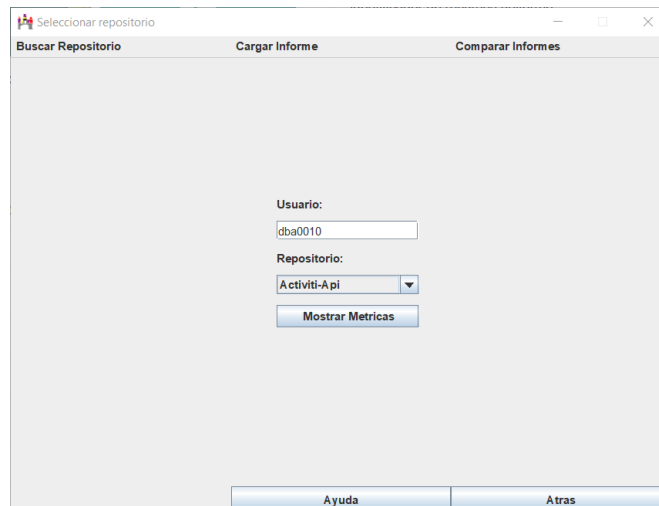 Seleccionar repositorio
Buscar Repositorio Cargar Informe Comparar Informes
Usuario:
dba0010
Repositorio:
Activiti-Api
Mostrar Metricas
Ayuda Atras